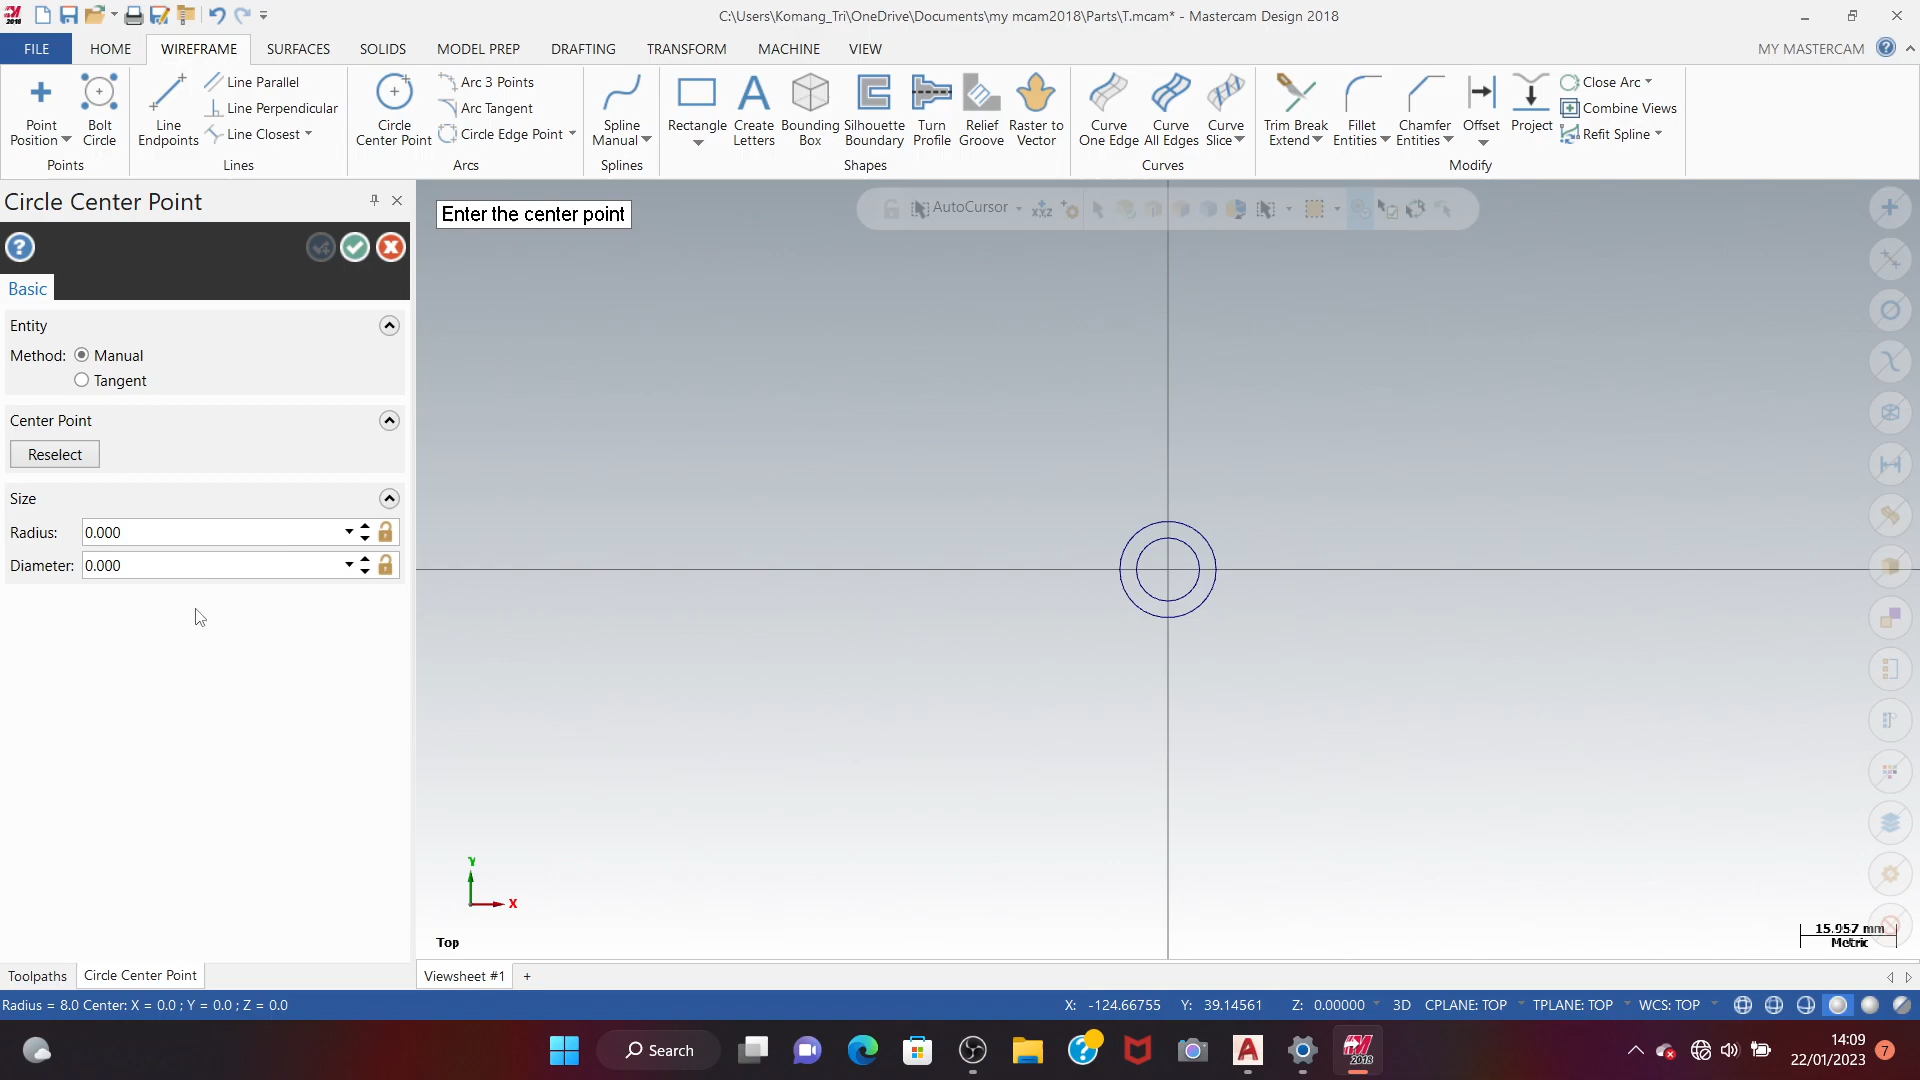 C:\Users\Komang_Tri\OneDrive\Documents\my mcam2018\Parts\T.mcam* - Mastercam Design 2018
FILE HOME WIREFRAME SURFACES SOLIDS MODEL PREP DRAFTING TRANSFORM MACHINE VIEW MY MASTERCAM
Point Position
Bolt Circle
Points
Line Endpoints
Line Parallel
Line Perpendicular
Line Closest
Lines
Circle Center Point
Arc 3 Points
Arc Tangent
Circle Edge Point
Arcs
Spline Manual
Splines
Rectangle
Create Letters
Bounding Box
Silhouette Boundary
Turn Profile
Relief Groove
Raster to Vector
Shapes
Curve One Edge
Curve All Edges
Curve Slice
Curves
Trim Break Extend
Fillet Entities
Chamfer Entities
Offset
Project
Close Arc
Combine Views
Refit Spline
Modify
Circle Center Point
Basic
Entity
Method: Manual
Tangent
Center Point
Reselect
Size
Radius: 0.000
Diameter: 0.000
Enter the center point
AutoCursor
Y
X
Top
15.957 mm
Metric
Toolpaths Circle Center Point
Viewsheet #1 +
Radius = 8.0 Center: X = 0.0 ; Y = 0.0 ; Z = 0.0
X: -124.66755 Y: 39.14561 Z: 0.00000 3D CPLANE: TOP TPLANE: TOP WCS: TOP
Search
2018
14:09
22/01/2023
7